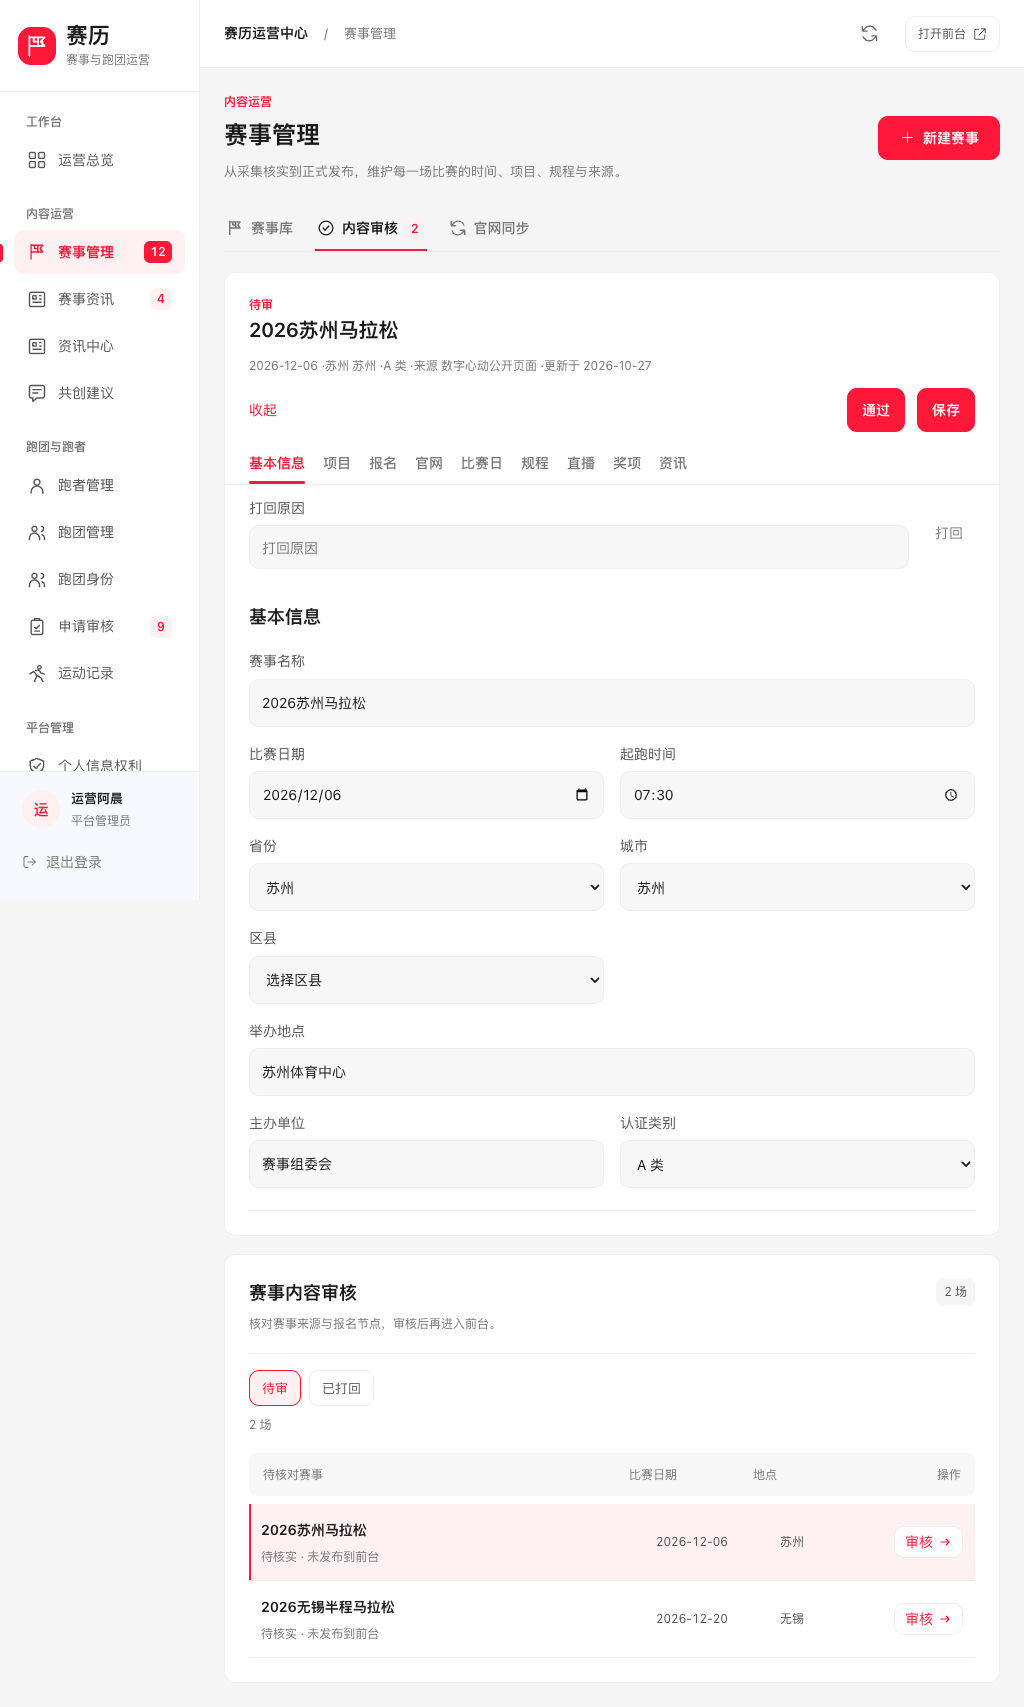 赛历
赛事与跑团运营
工作台
运营总览
内容运营
赛事管理 12
赛事资讯 4
资讯中心
共创建议
跑团与跑者
跑者管理
跑团管理
跑团身份
申请审核 9
运动记录
平台管理
个人信息权利
运 运营阿晨
平台管理员
退出登录
赛历运营中心 / 赛事管理
打开前台
内容运营
赛事管理
从采集核实到正式发布，维护每一场比赛的时间、项目、规程与来源。
新建赛事
赛事库 内容审核 2 官网同步
待审
2026苏州马拉松
2026-12-06 ·苏州 苏州 ·A 类 ·来源 数字心动公开页面 ·更新于 2026-10-27
收起 通过 保存
基本信息 项目 报名 官网 比赛日 规程 直播 奖项 资讯
打回原因
打回原因 打回
基本信息
赛事名称
2026苏州马拉松
比赛日期 起跑时间
2026/12/06 07:30
省份 城市
苏州 苏州
区县
选择区县
举办地点
苏州体育中心
主办单位 认证类别
赛事组委会 A 类
赛事内容审核 2 场
核对赛事来源与报名节点，审核后再进入前台。
待审 已打回
2 场
待核对赛事 比赛日期 地点 操作
2026苏州马拉松
待核实 · 未发布到前台
2026-12-06 苏州 审核
2026无锡半程马拉松
待核实 · 未发布到前台
2026-12-20 无锡 审核